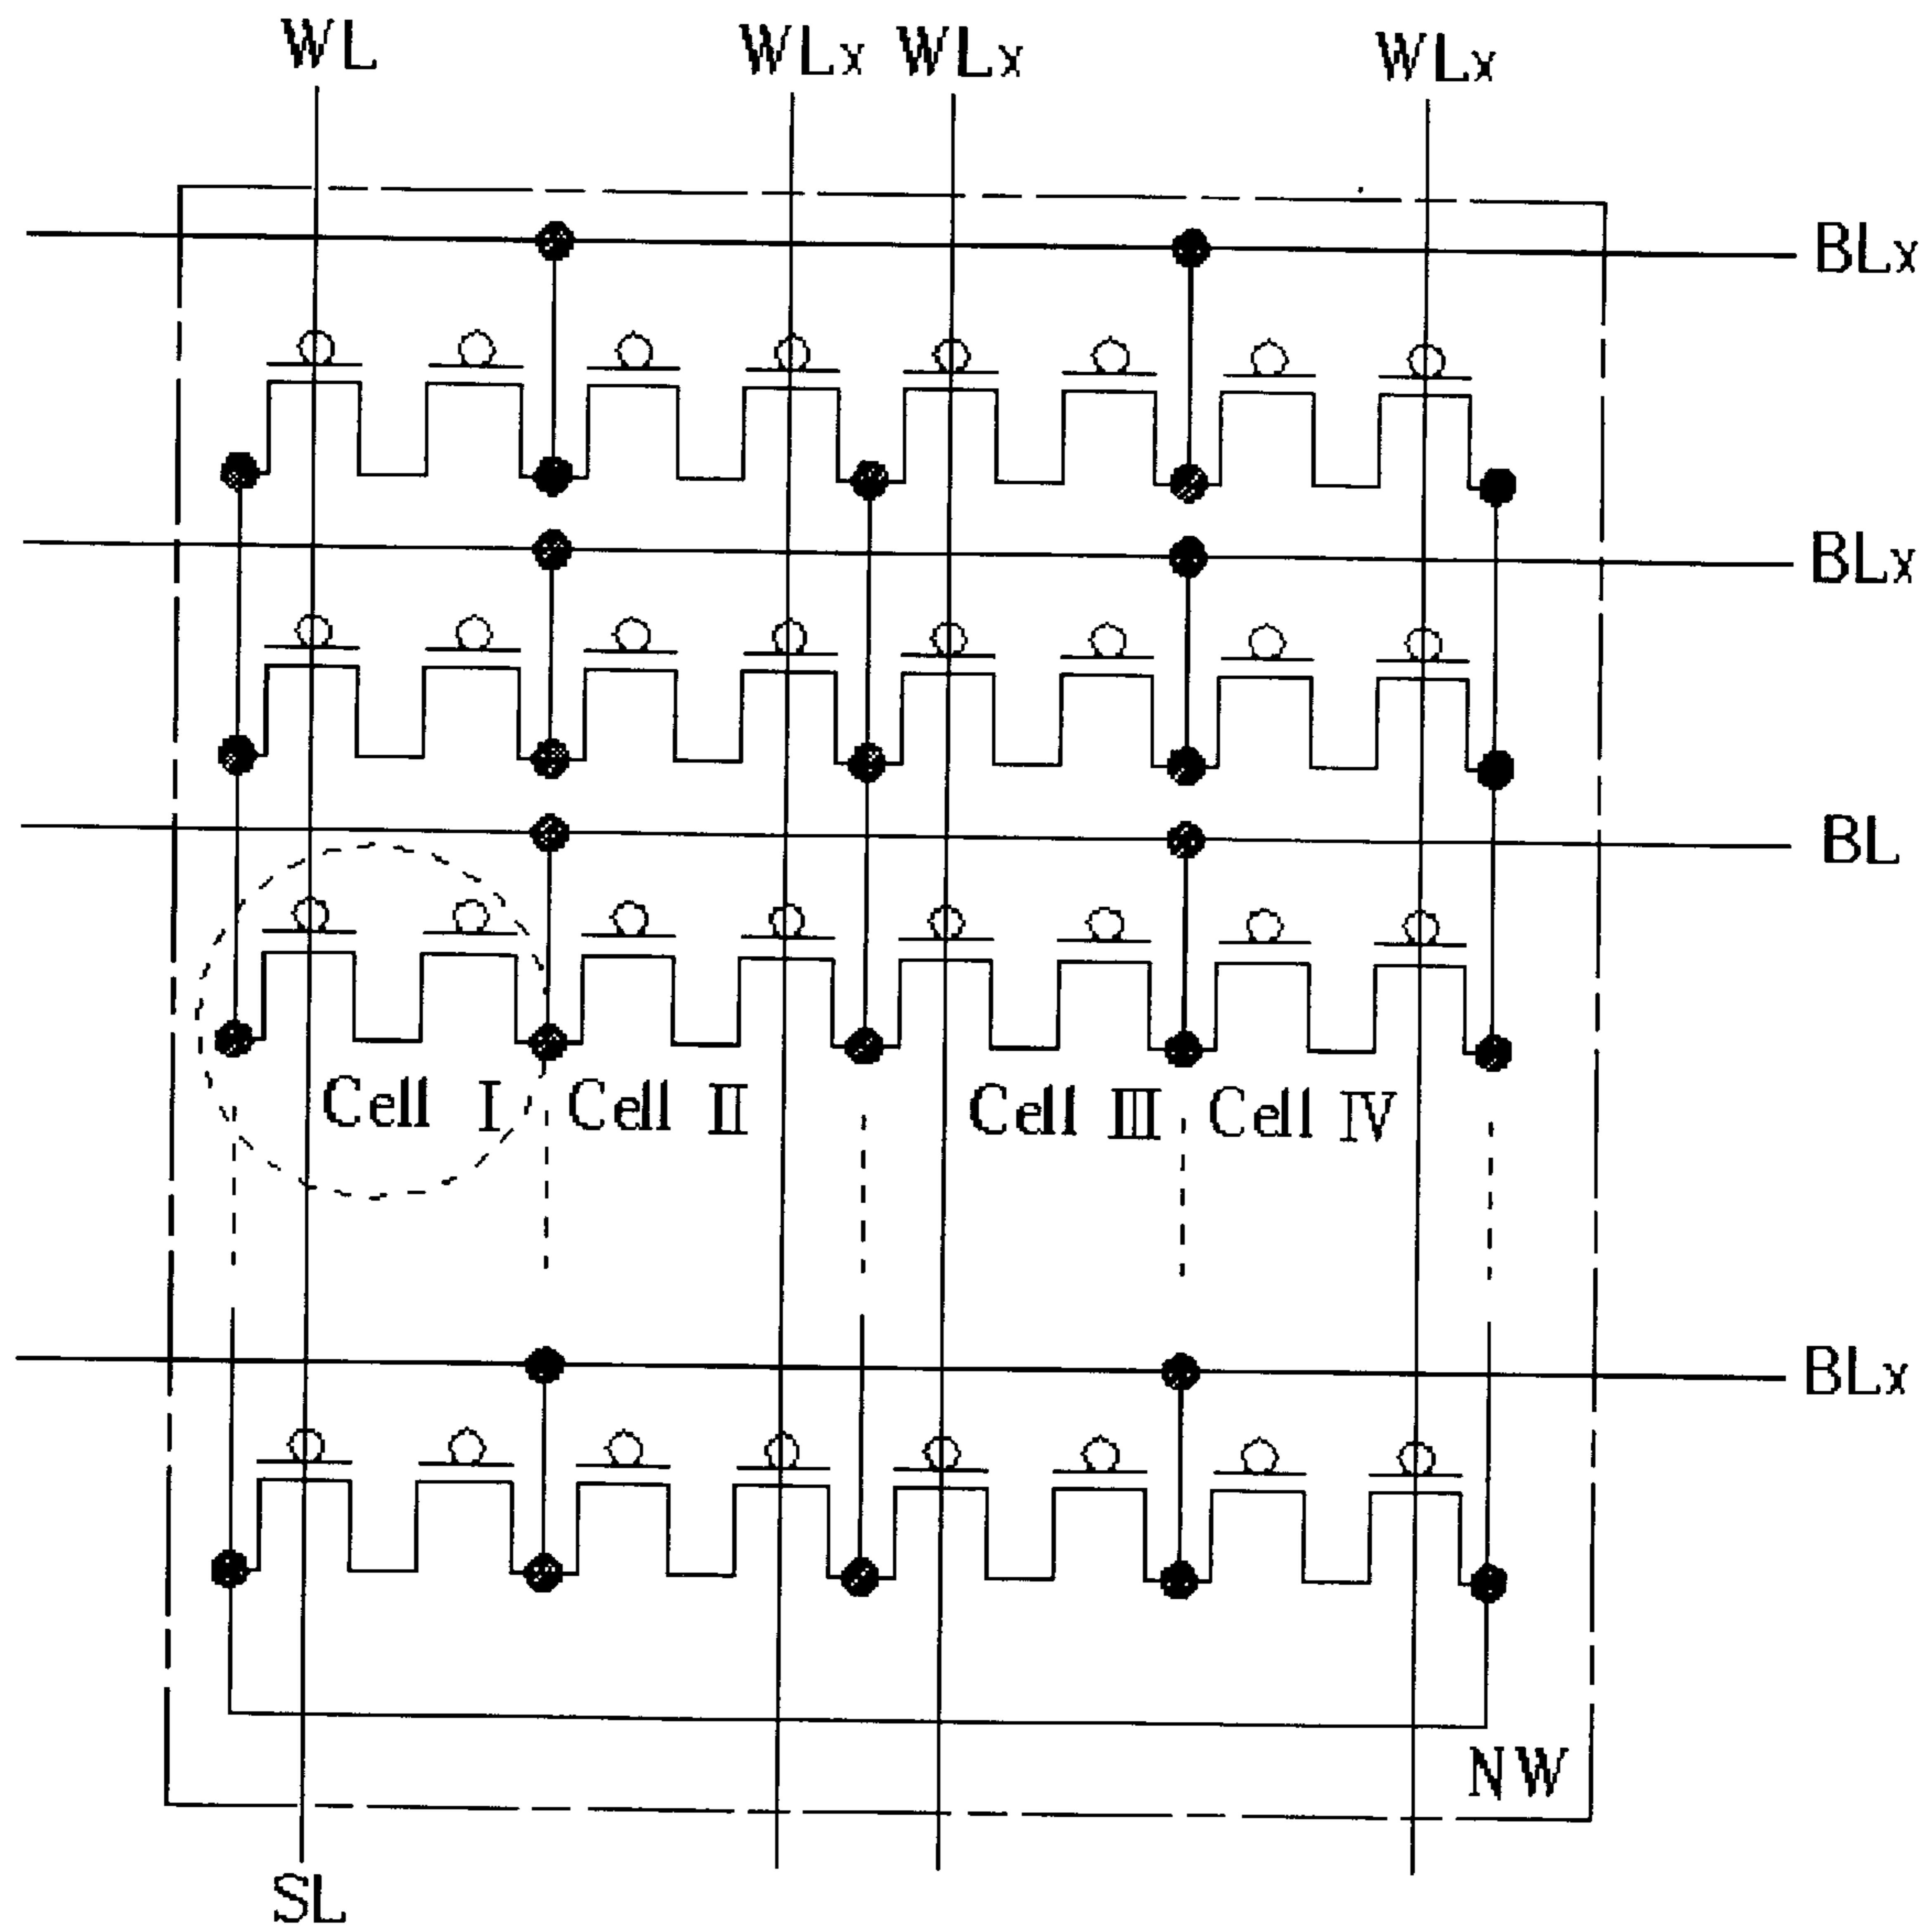 WL WLx WLx WLx
BLx
BLx
BL
Cell I Cell II Cell III Cell IV
BLx
NW
SL